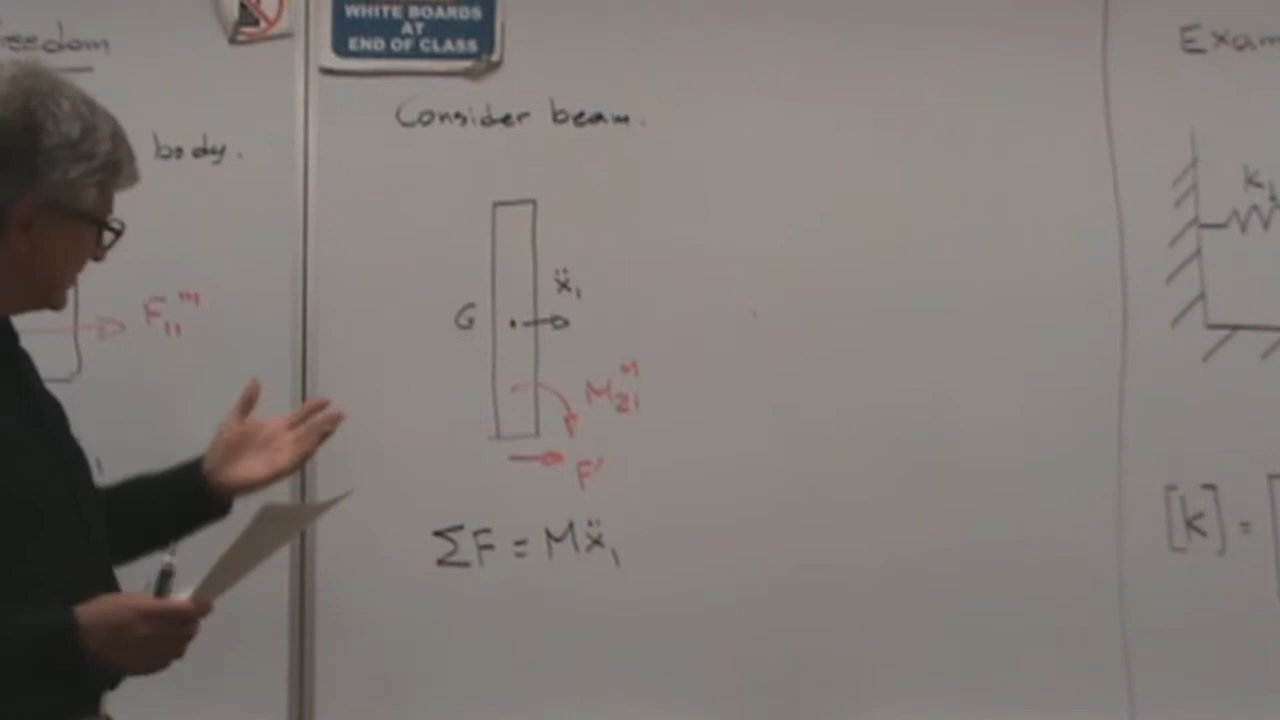 WHITE BOARDS
AT
END OF CLASS
body.
F₁₁ᵐ
Consider beam.
G
ẍ₁
M₂₁ᵐ
F'
ΣF = Mẍ₁
Exam
k₁
[K] =